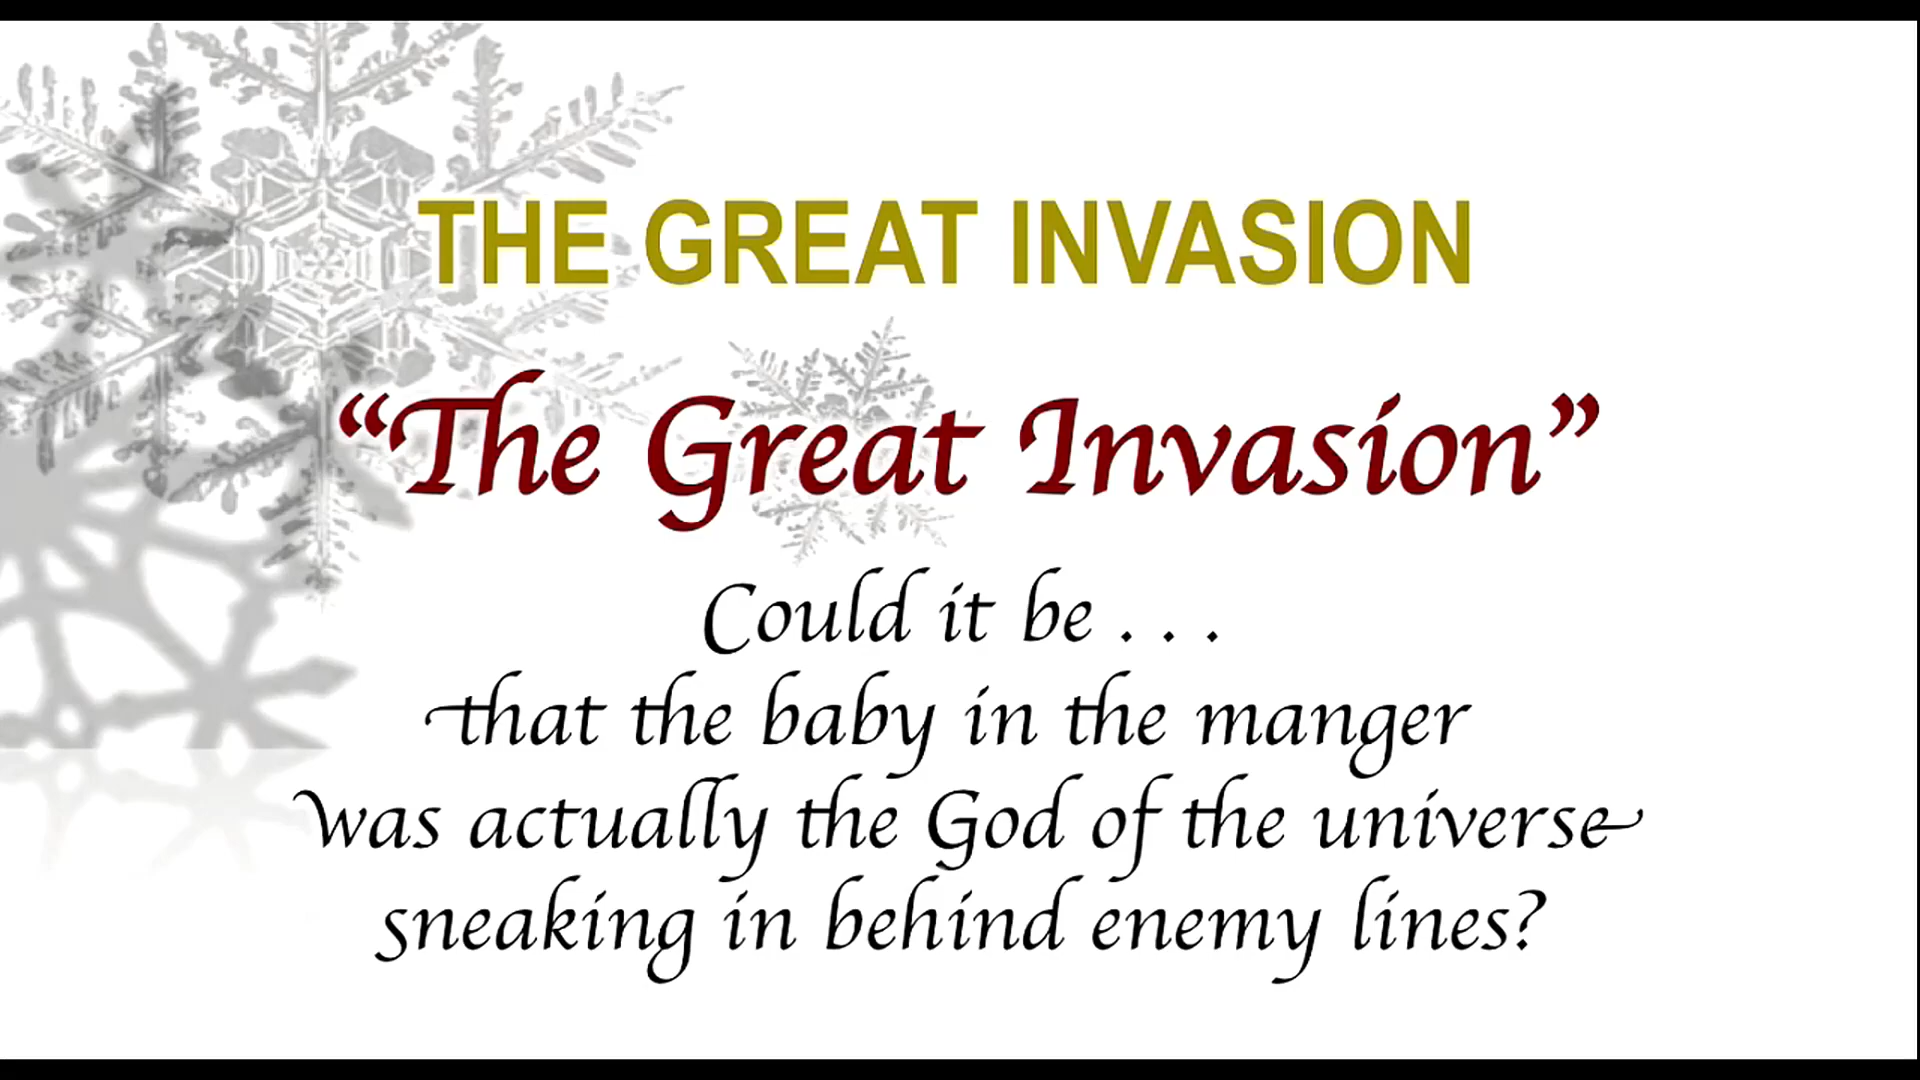 THE GREAT INVASION
“The Great Invasion”
Could it be . . .
that the baby in the manger
was actually the God of the universe
sneaking in behind enemy lines?